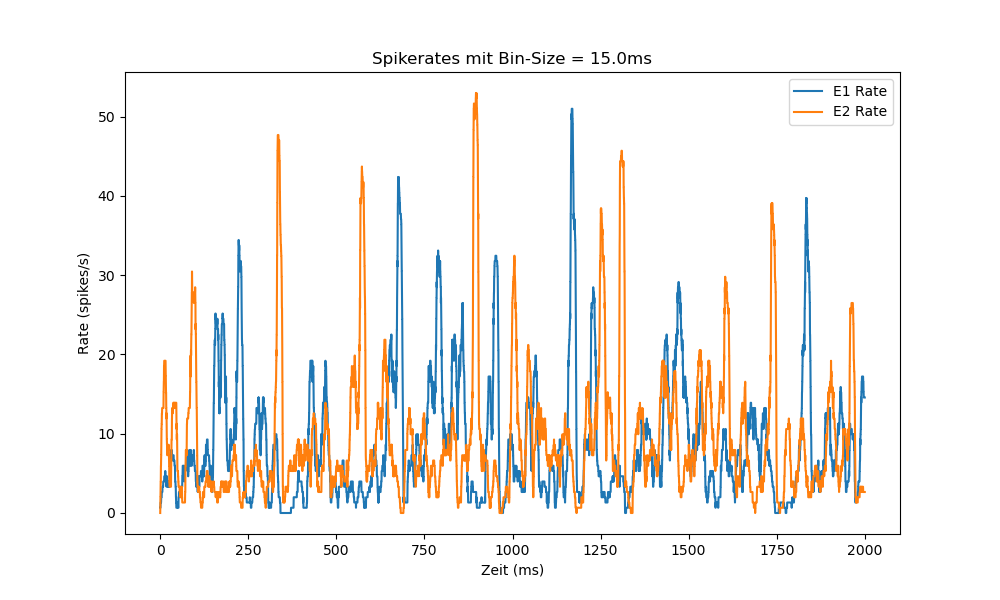 Spikerates mit Bin-Size = 15.0ms
E1 Rate
E2 Rate
Rate (spikes/s)
50
40
30
20
10
0
0 250 500 750 1000 1250 1500 1750 2000
Zeit (ms)